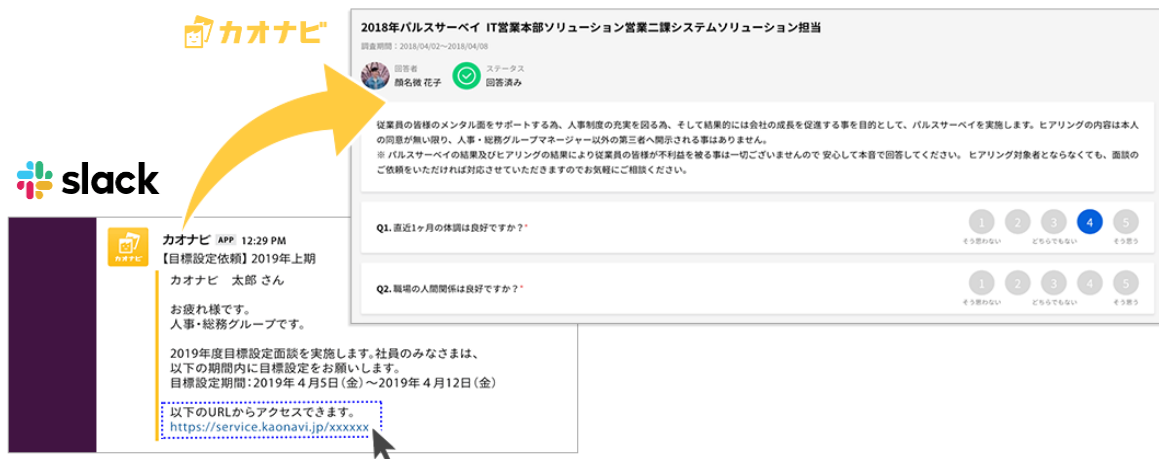 カオナビ
2018年パルスサーベイ IT営業本部ソリューション営業二課システムソリューション担当
調査期間：2018/04/02～2018/04/08
回答者
顔名微 花子
ステータス
回答済み
従業員の皆様のメンタル面をサポートする為、人事制度の充実を図る為、そして結果的には会社の成長を促進する事を目的として、パルスサーベイを実施します。ヒアリングの内容は本人
の同意が無い限り、人事・総務グループマネージャー以外の第三者へ開示される事はありません。
※ パルスサーベイの結果及びヒアリングの結果により従業員の皆様が不利益を被る事は一切ございませんので 安心して本音で回答してください。 ヒアリング対象者とならなくても、面談の
ご依頼をいただければ対応させていただきますのでお気軽にご相談ください。
Q1. 直近1ヶ月の体調は良好ですか？*
1 2 3 4 5
そう思わない どちらでもない そう思う
Q2. 職場の人間関係は良好ですか？*
1 2 3 4 5
そう思わない どちらでもない そう思う
slack
カオナビ
カオナビ APP 12:29 PM
【目標設定依頼】2019年上期
カオナビ 太郎 さん
お疲れ様です。
人事・総務グループです。
2019年度目標設定面談を実施します。社員のみなさまは、
以下の期間内に目標設定をお願いします。
目標設定期間：2019年４月5日（金）～2019年４月12日（金）
以下のURLからアクセスできます。
https://service.kaonavi.jp/xxxxxx